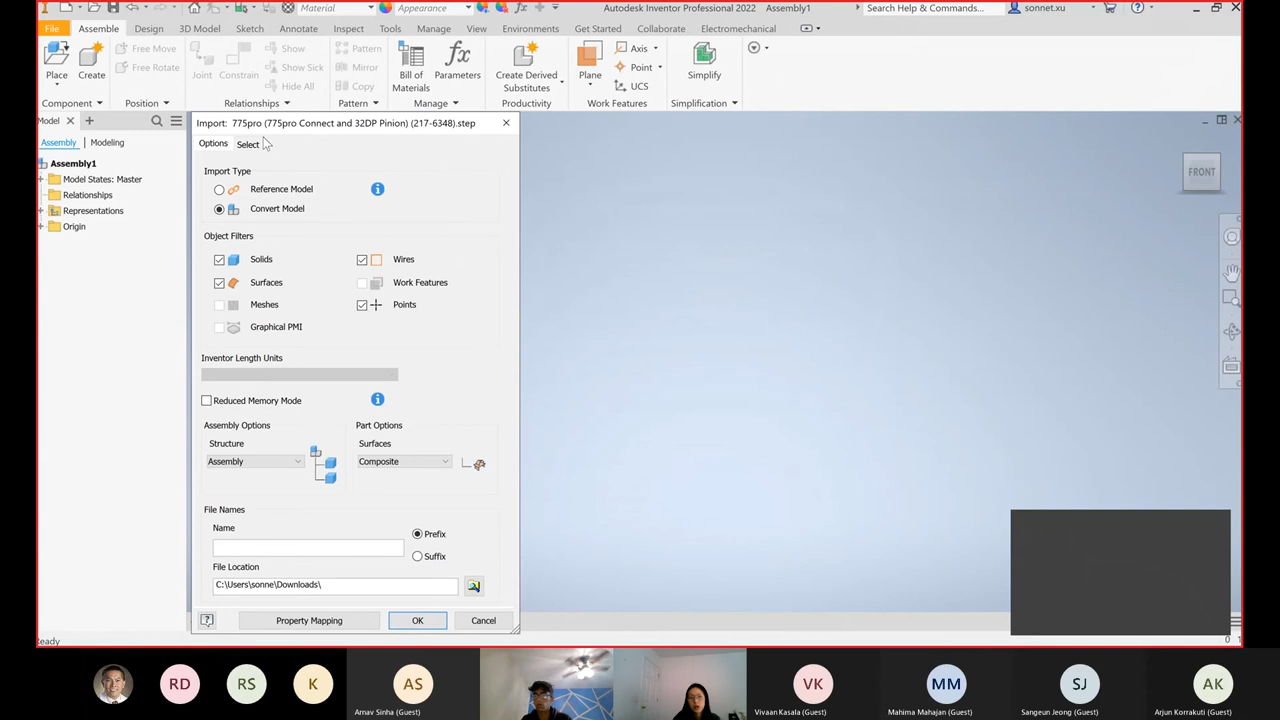 Material
Appearance
Autodesk Inventor Professional 2022 Assembly1
Search Help & Commands...
sonnet.xu
File
Assemble
Design
3D Model
Sketch
Annotate
Inspect
Tools
Manage
View
Environments
Get Started
Collaborate
Electromechanical
Place
Create
Free Move
Free Rotate
Joint
Constrain
Show
Show Sick
Hide All
Pattern
Mirror
Copy
Bill of
Materials
Parameters
Create Derived
Substitutes
Plane
Axis
Point
UCS
Simplify
Component
Position
Relationships
Pattern
Manage
Productivity
Work Features
Simplification
Model
Assembly
Modeling
Assembly1
Model States: Master
Relationships
Representations
Origin
Import: 775pro (775pro Connect and 32DP Pinion) (217-6348).step
Options
Select
Import Type
Reference Model
Convert Model
Object Filters
Solids
Wires
Surfaces
Work Features
Meshes
Points
Graphical PMI
Inventor Length Units
Reduced Memory Mode
Assembly Options
Part Options
Structure
Surfaces
Assembly
Composite
File Names
Name
Prefix
Suffix
File Location
C:\Users\sonne\Downloads\
Property Mapping
OK
Cancel
FRONT
Ready
0 1
RD
RS
K
AS
Arnav Sinha (Guest)
VK
Vivaan Kasala (Guest)
MM
Mahima Mahajan (Guest)
SJ
Sangeun Jeong (Guest)
AK
Arjun Korrakuti (Guest)